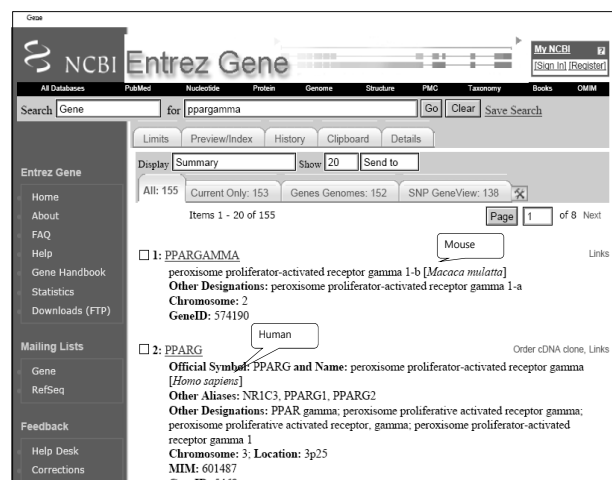 Gene
NCBI
Entrez Gene
My NCBI ?
[Sign In] [Register]
All Databases PubMed Nucleotide Protein Genome Structure PMC Taxonomy Books OMIM
Search Gene for ppargamma Go Clear Save Search
Limits Preview/Index History Clipboard Details
Display Summary Show 20 Send to
All: 155 Current Only: 153 Genes Genomes: 152 SNP GeneView: 138
Items 1 - 20 of 155 Page 1 of 8 Next
Entrez Gene
Home
About
FAQ
Help
Gene Handbook
Statistics
Downloads (FTP)
Mailing Lists
Gene
RefSeq
Feedback
Help Desk
Corrections
Mouse
1: PPARGAMMA Links
peroxisome proliferator-activated receptor gamma 1-b [Macaca mulatta]
Other Designations: peroxisome proliferator-activated receptor gamma 1-a
Chromosome: 2
GeneID: 574190
Human
2: PPARG Order cDNA clone, Links
Official Symbol: PPARG and Name: peroxisome proliferator-activated receptor gamma
[Homo sapiens]
Other Aliases: NR1C3, PPARG1, PPARG2
Other Designations: PPAR gamma; peroxisome proliferative activated receptor gamma;
peroxisome proliferative activated receptor, gamma; peroxisome proliferator-activated
receptor gamma 1
Chromosome: 3; Location: 3p25
MIM: 601487